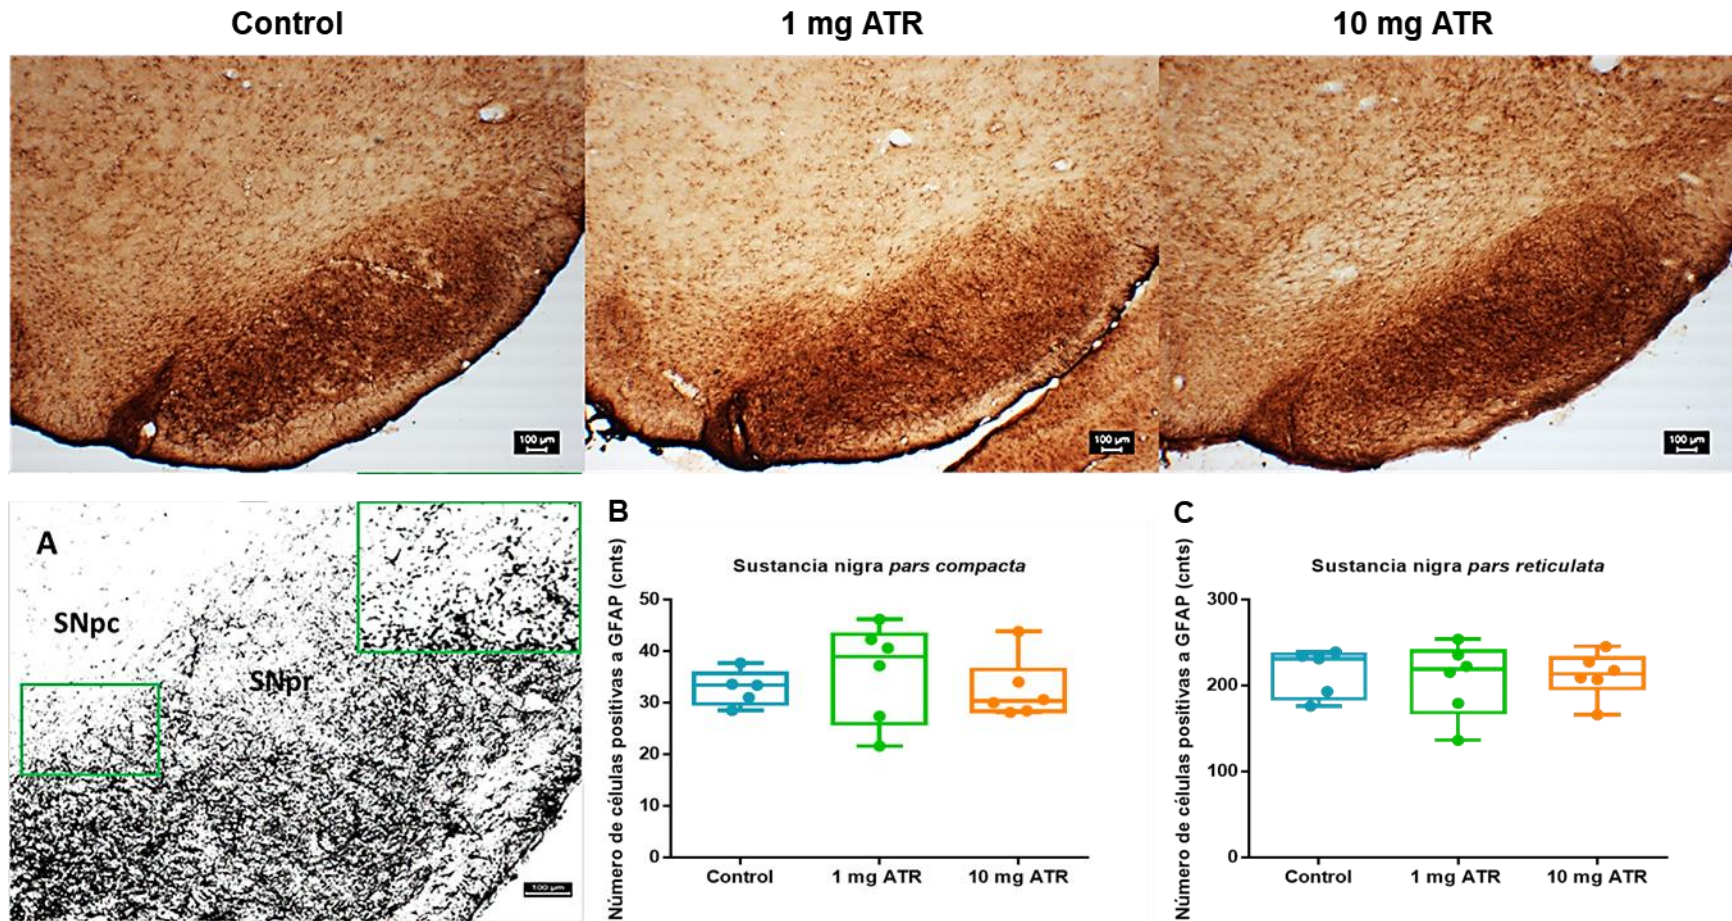 Control
1 mg ATR
10 mg ATR
100 µm
100 µm
100 µm
A
SNpc
SNpr
100 µm
B
Sustancia nigra pars compacta
Número de células positivas a GFAP (cnts)
50
40
30
20
10
0
Control
1 mg ATR
10 mg ATR
C
Sustancia nigra pars reticulata
Número de células positivas a GFAP (cnts)
300
200
100
0
Control
1 mg ATR
10 mg ATR